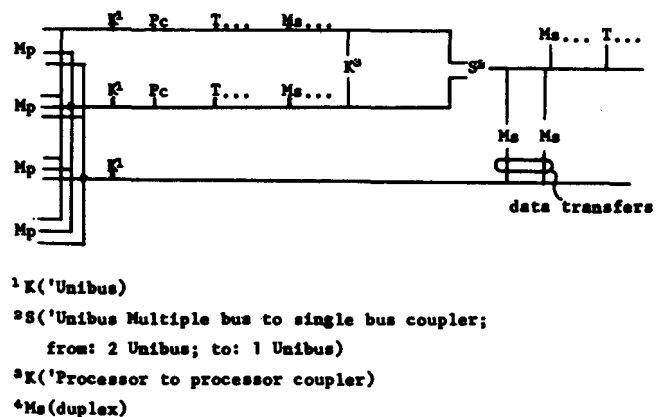 K¹ Pc T... Ms...
Ms... T...
Mp
K³ S²
K¹ Pc T... Ms...
Mp
Ms Ms
Mp K¹
data transfers
Mp
¹K('Unibus)
²S('Unibus Multiple bus to single bus coupler;
from: 2 Unibus; to: 1 Unibus)
³K('Processor to processor coupler)
⁴Ms(duplex)